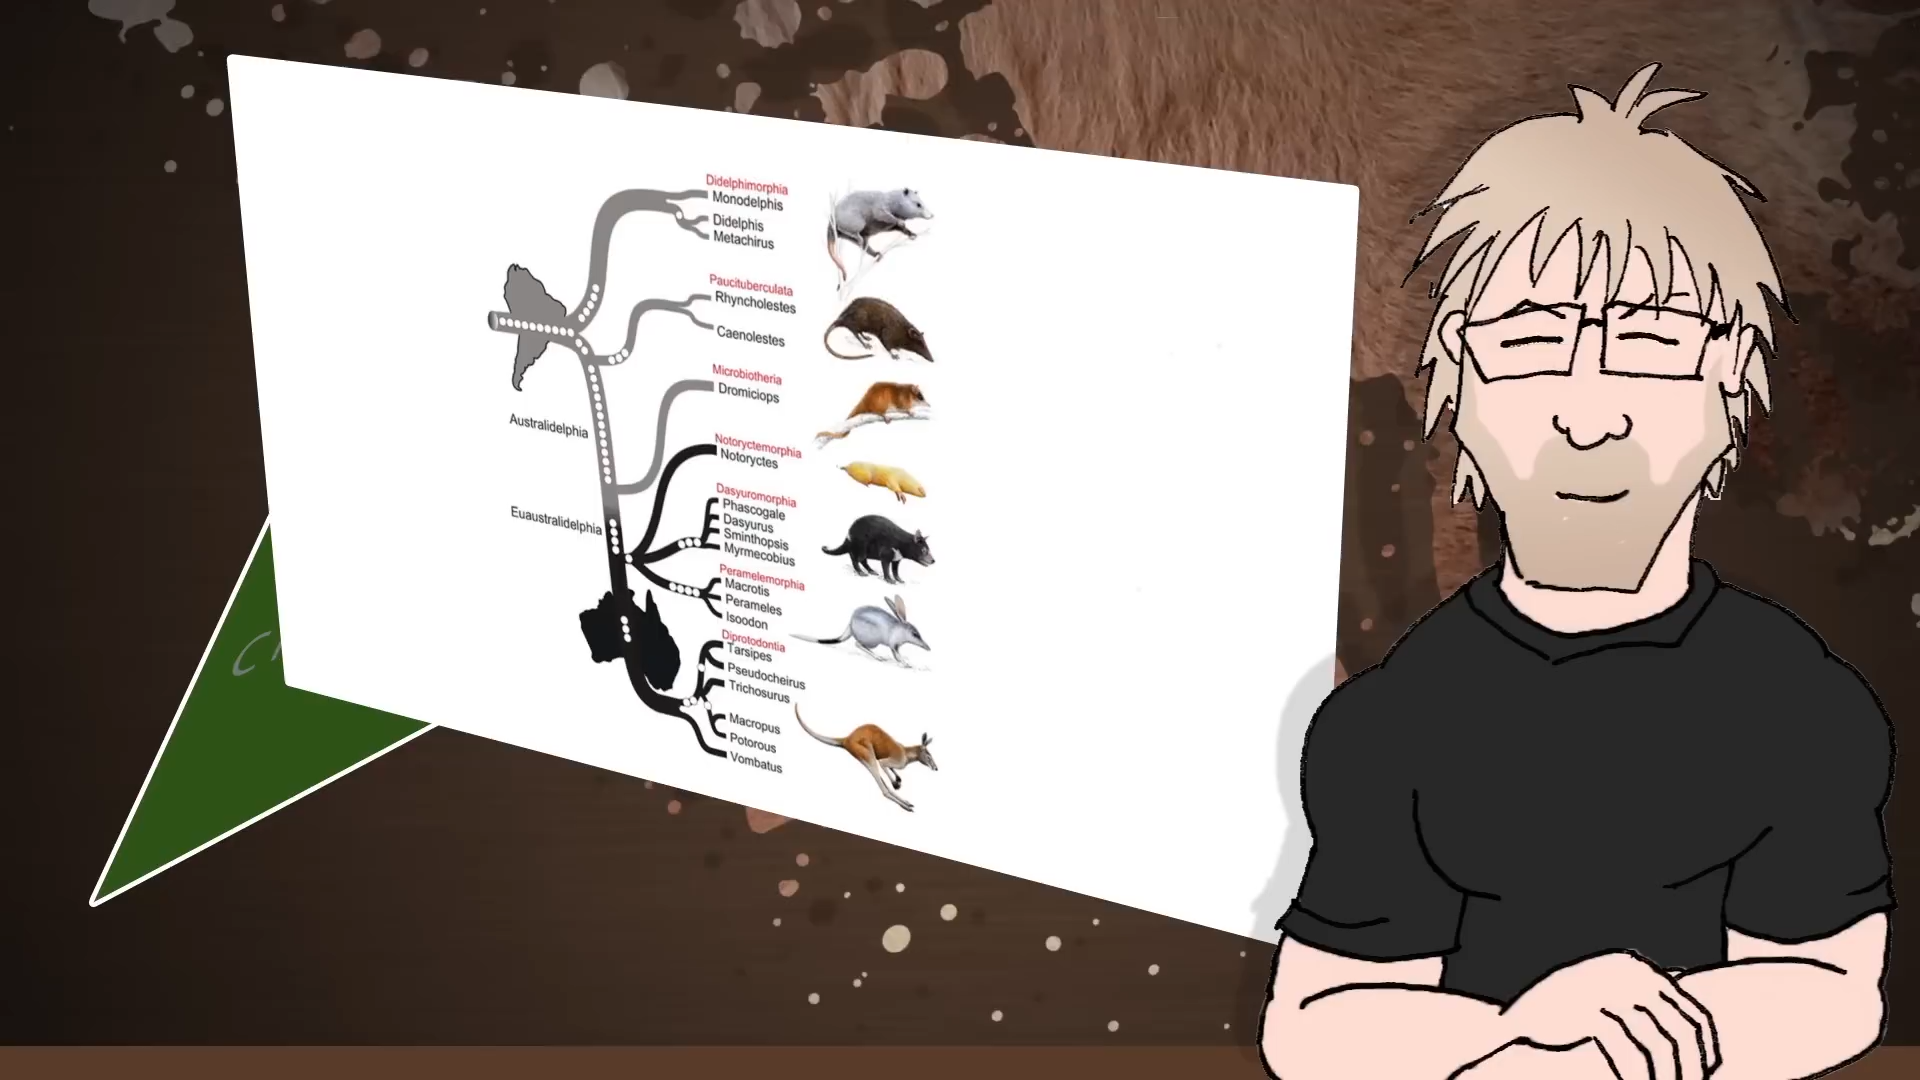 Didelphimorphia
Monodelphis
Didelphis
Metachirus
Paucituberculata
Rhyncholestes
Caenolestes
Microbiotheria
Dromiciops
Australidelphia
Notoryctemorphia
Notoryctes
Dasyuromorphia
Phascogale
Dasyurus
Sminthopsis
Myrmecobius
Euaustralidelphia
Peramelemorphia
Macrotis
Perameles
Isoodon
Diprotodontia
Tarsipes
Pseudocheirus
Trichosurus
Macropus
Potorous
Vombatus